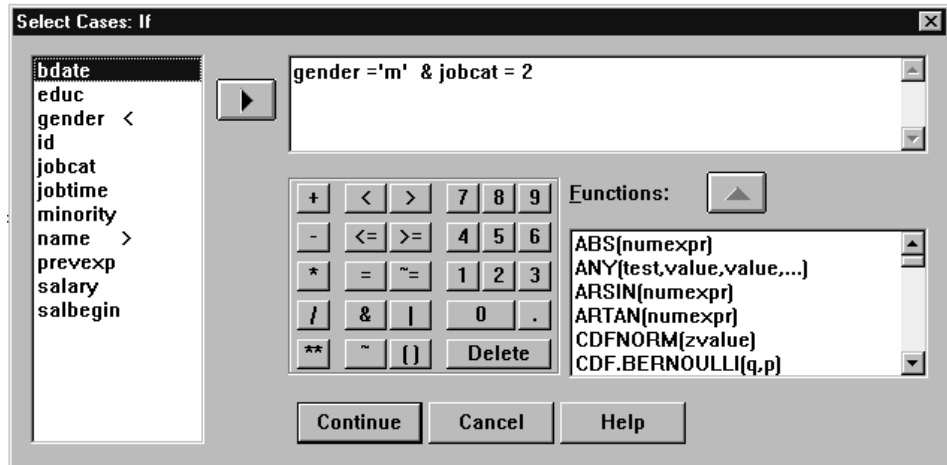 Select Cases: If
bdate
educ
gender <
id
jobcat
jobtime
minority
name >
prevexp
salary
salbegin
gender ='m' & jobcat = 2
+ < > 7 8 9
- <= >= 4 5 6
* = ~= 1 2 3
/ & | 0 .
** ~ () Delete
Functions:
ABS(numexpr)
ANY(test,value,value,...)
ARSIN(numexpr)
ARTAN(numexpr)
CDFNORM(zvalue)
CDF.BERNOULLI(q,p)
Continue Cancel Help